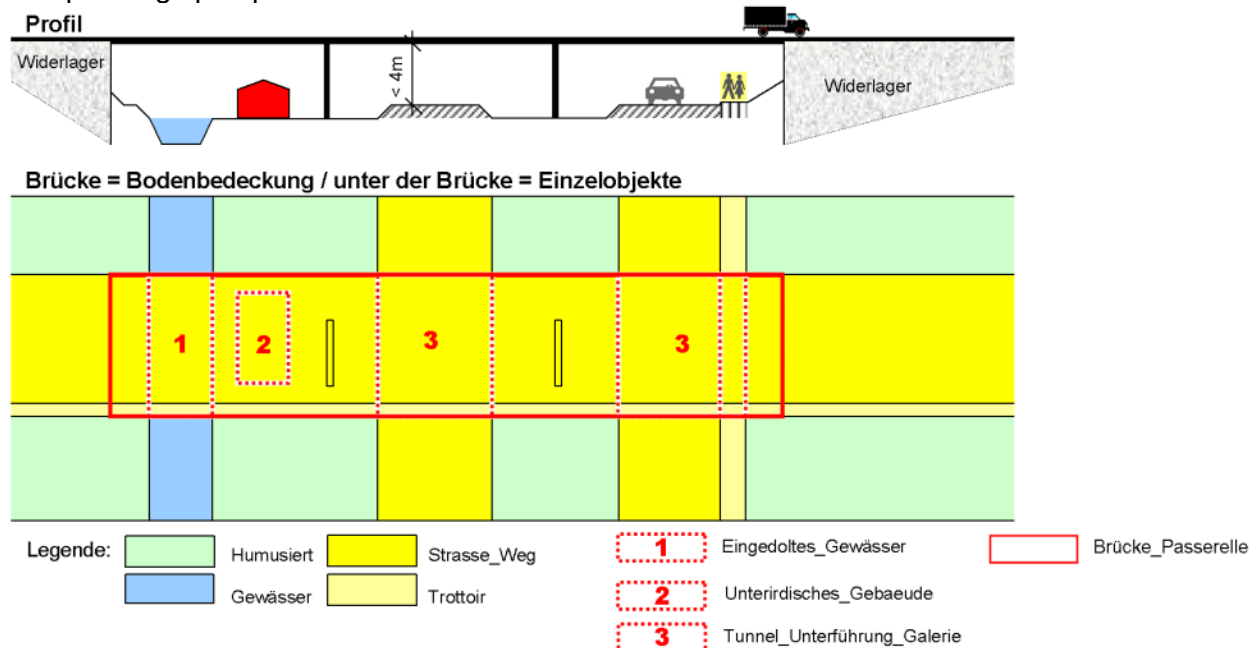 Profil
Widerlager
< 4m
Widerlager
Brücke = Bodenbedeckung / unter der Brücke = Einzelobjekte
1 2 3 3
Legende: Humusiert Strasse_Weg 1 Eingedoltes_Gewässer Brücke_Passerelle
Gewässer Trottoir 2 Unterirdisches_Gebaeude
3 Tunnel_Unterführung_Galerie